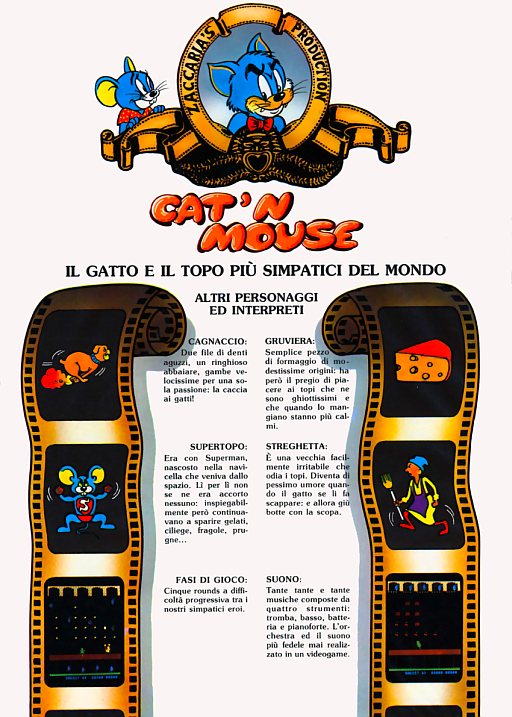 ZACCARIA'S PRODUCTION
CAT'N
MOUSE
IL GATTO E IL TOPO PIÙ SIMPATICI DEL MONDO
ALTRI PERSONAGGI
ED INTERPRETI
CAGNACCIO:
Due file di denti
aguzzi, un ringhioso
abbaiare, gambe ve-
locissime per una so-
la passione: la caccia
ai gatti!
GRUVIERA:
Semplice pezzo
di formaggio di mo-
destissime origini: ha
però il pregio di pia-
cere ai topi che ne
sono ghiottissimi e
che quando lo man-
giano stanno più cal-
mi.
SUPERTOPO:
Era con Superman,
nascosto nella navi-
cella che veniva dallo
spazio. Lì per lì non
se ne era accorto
nessuno: inspiegabil-
mente però continua-
vano a sparire gelati,
ciliege, fragole, pru-
gne...
STREGHETTA:
È una vecchia facil-
mente irritabile che
odia i topi. Diventa di
pessimo umore quan-
do il gatto se li fa
scappare: e allora giù
botte con la scopa.
S
FASI DI GIOCO:
Cinque rounds a diffi-
coltà progressiva tra i
nostri simpatici eroi.
SUONO:
Tante tante e tante
musiche composte da
quattro strumenti:
tromba, basso, batte-
ria e pianoforte. L'or-
chestra ed il suono
più fedele mai realiz-
zato in un videogame.